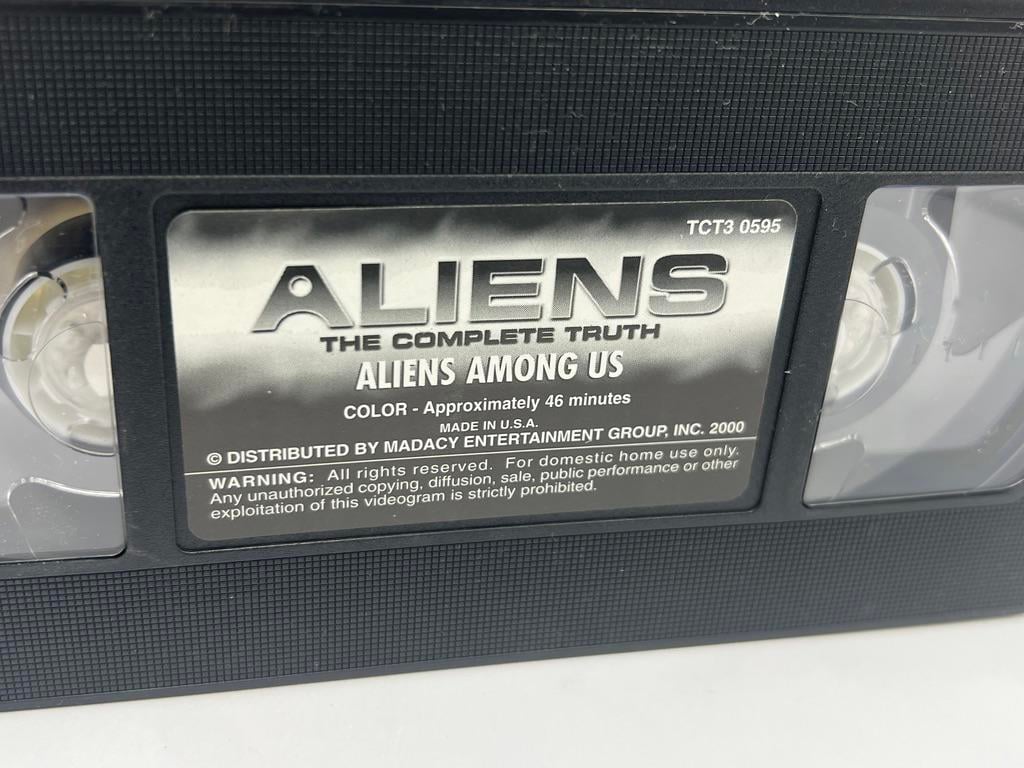 TCT3 0595
ALIENS
THE COMPLETE TRUTH
ALIENS AMONG US
COLOR - Approximately 46 minutes
MADE IN U.S.A.
© DISTRIBUTED BY MADACY ENTERTAINMENT GROUP, INC. 2000
WARNING: All rights reserved. For domestic home use only.
Any unauthorized copying, diffusion, sale, public performance or other
exploitation of this videogram is strictly prohibited.